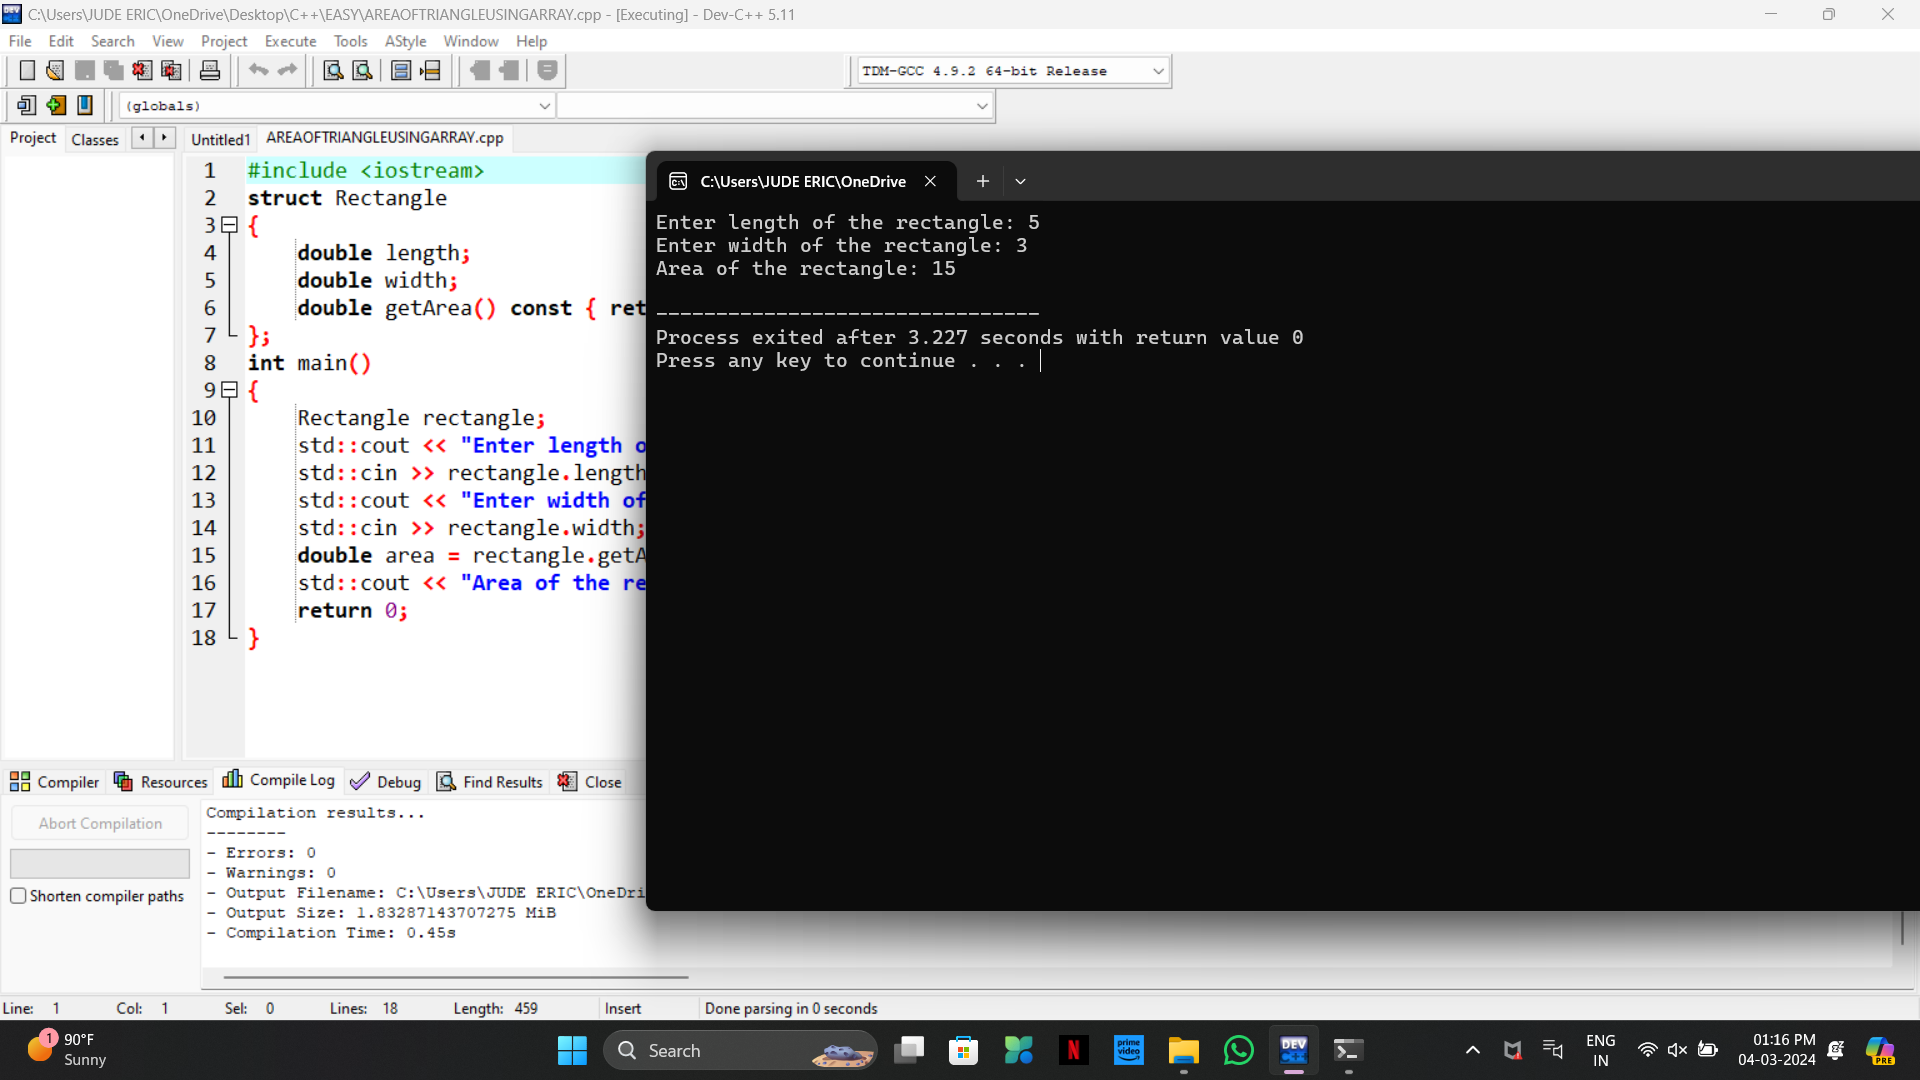 C:\Users\JUDE ERIC\OneDrive\Desktop\C++\EASY\AREAOFTRIANGLEUSINGARRAY.cpp - [Executing] - Dev-C++ 5.11
File Edit Search View Project Execute Tools AStyle Window Help
TDM-GCC 4.9.2 64-bit Release
(globals)
Project Classes Untitled1 AREAOFTRIANGLEUSINGARRAY.cpp
1 #include <iostream>
2 struct Rectangle
3 {
4 double length;
5 double width;
6 double getArea() const { ret
7 };
8 int main()
9 {
10 Rectangle rectangle;
11 std::cout << "Enter length o
12 std::cin >> rectangle.length
13 std::cout << "Enter width of
14 std::cin >> rectangle.width;
15 double area = rectangle.getA
16 std::cout << "Area of the re
17 return 0;
18 }
C:\Users\JUDE ERIC\OneDrive
Enter length of the rectangle: 5
Enter width of the rectangle: 3
Area of the rectangle: 15
--------------------------------
Process exited after 3.227 seconds with return value 0
Press any key to continue . . .
Compiler Resources Compile Log Debug Find Results Close
Abort Compilation
Shorten compiler paths
Compilation results...
--------
- Errors: 0
- Warnings: 0
- Output Filename: C:\Users\JUDE ERIC\OneDri
- Output Size: 1.83287143707275 MiB
- Compilation Time: 0.45s
Line: 1 Col: 1 Sel: 0 Lines: 18 Length: 459 Insert Done parsing in 0 seconds
1
90°F
Sunny
Search
prime video
N
DEV C++
ENG
IN
01:16 PM
04-03-2024
PRE